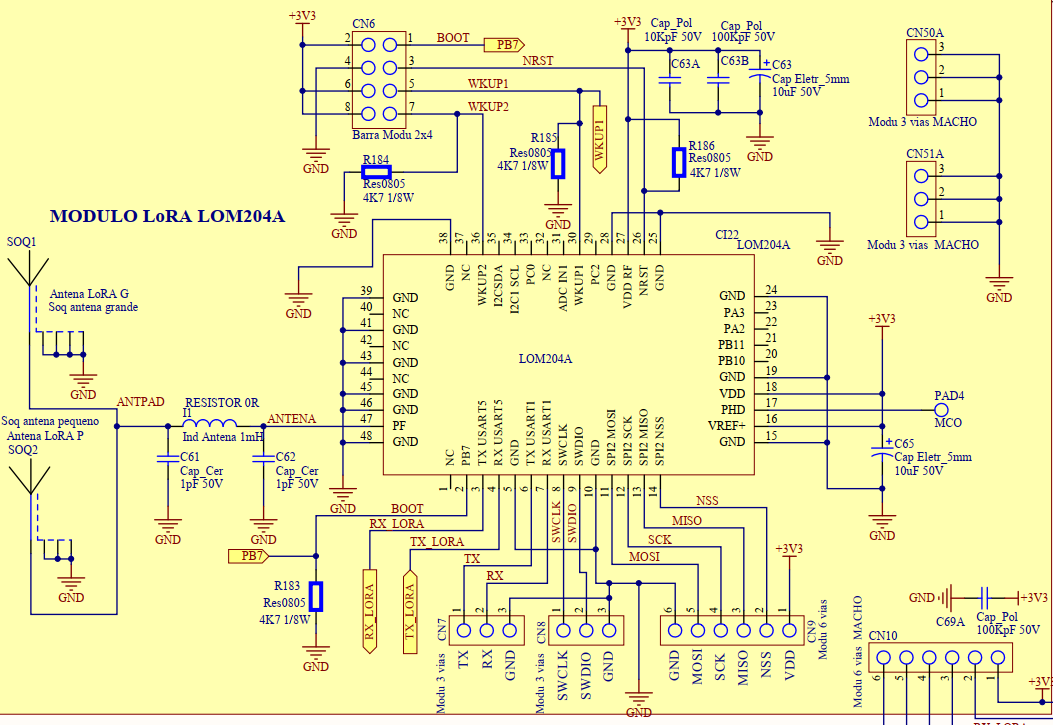 +3V3
CN6
2
1
BOOT
PB7
4
3
NRST
6
5
WKUP1
8
7
WKUP2
Barra Modu 2x4
GND
R184
Res0805
4K7 1/8W
GND
R185
Res0805
4K7 1/8W
GND
WKUP1
+3V3
Cap_Pol
10KpF 50V
Cap_Pol
100KpF 50V
C63A
C63B
C63
Cap Eletr_5mm
10uF 50V
GND
R186
Res0805
4K7 1/8W
CN50A
3
2
1
Modu 3 vias MACHO
CN51A
3
2
1
Modu 3 vias MACHO
GND
MODULO LoRA LOM204A
SOQ1
Antena LoRA G
Soq antena grande
GND
Soq antena pequeno
Antena LoRA P
SOQ2
GND
ANTPAD
RESISTOR 0R
I1
Ind Antena 1mH
ANTENA
C61
Cap_Cer
1pF 50V
GND
C62
Cap_Cer
1pF 50V
GND
GND
GND
CI22
LOM204A
38 37 36 35 34 33 32 31 30 29 28 27 26 25
GND
NC
WKUP2
I2CSDA
I2C1 SCL
PC0
NC
ADC IN1
WKUP1
PC2
GND
VDD RF
NRST
GND
39 GND
40 NC
41 GND
42 NC
43 GND
44 NC
45 GND
46 GND
47 PF
48 GND
GND
LOM204A
GND 24
PA3 23
PA2 22
PB11 21
PB10 20
GND 19
VDD 18
PHD 17
VREF+ 16
GND 15
+3V3
PAD4
MCO
C65
Cap Eletr_5mm
10uF 50V
GND
NC
PB7
TX USART5
RX USART5
GND
TX USART1
RX USART1
SWCLK
SWDIO
GND
SPI2 MOSI
SPI2 SCK
SPI2 MISO
SPI2 NSS
1 2 3 4 5 6 7 8 9 10 11 12 13 14
BOOT
RX_LORA
TX_LORA
TX
RX
SWCLK
SWDIO
NSS
MISO
SCK
MOSI
PB7
R183
Res0805
4K7 1/8W
GND
RX_LORA
TX_LORA
CN7
Modu 3 vias
1 2 3
TX
RX
GND
CN8
Modu 3 vias
1 2 3
SWCLK
SWDIO
GND
GND
+3V3
6 5 4 3 2 1
GND
MOSI
SCK
MISO
NSS
VDD
CN9
Modu 6 vias
Modu 6 vias MACHO
GND
C69A
+3V3
Cap_Pol
100KpF 50V
CN10
6 5 4 3 2 1
+3V3